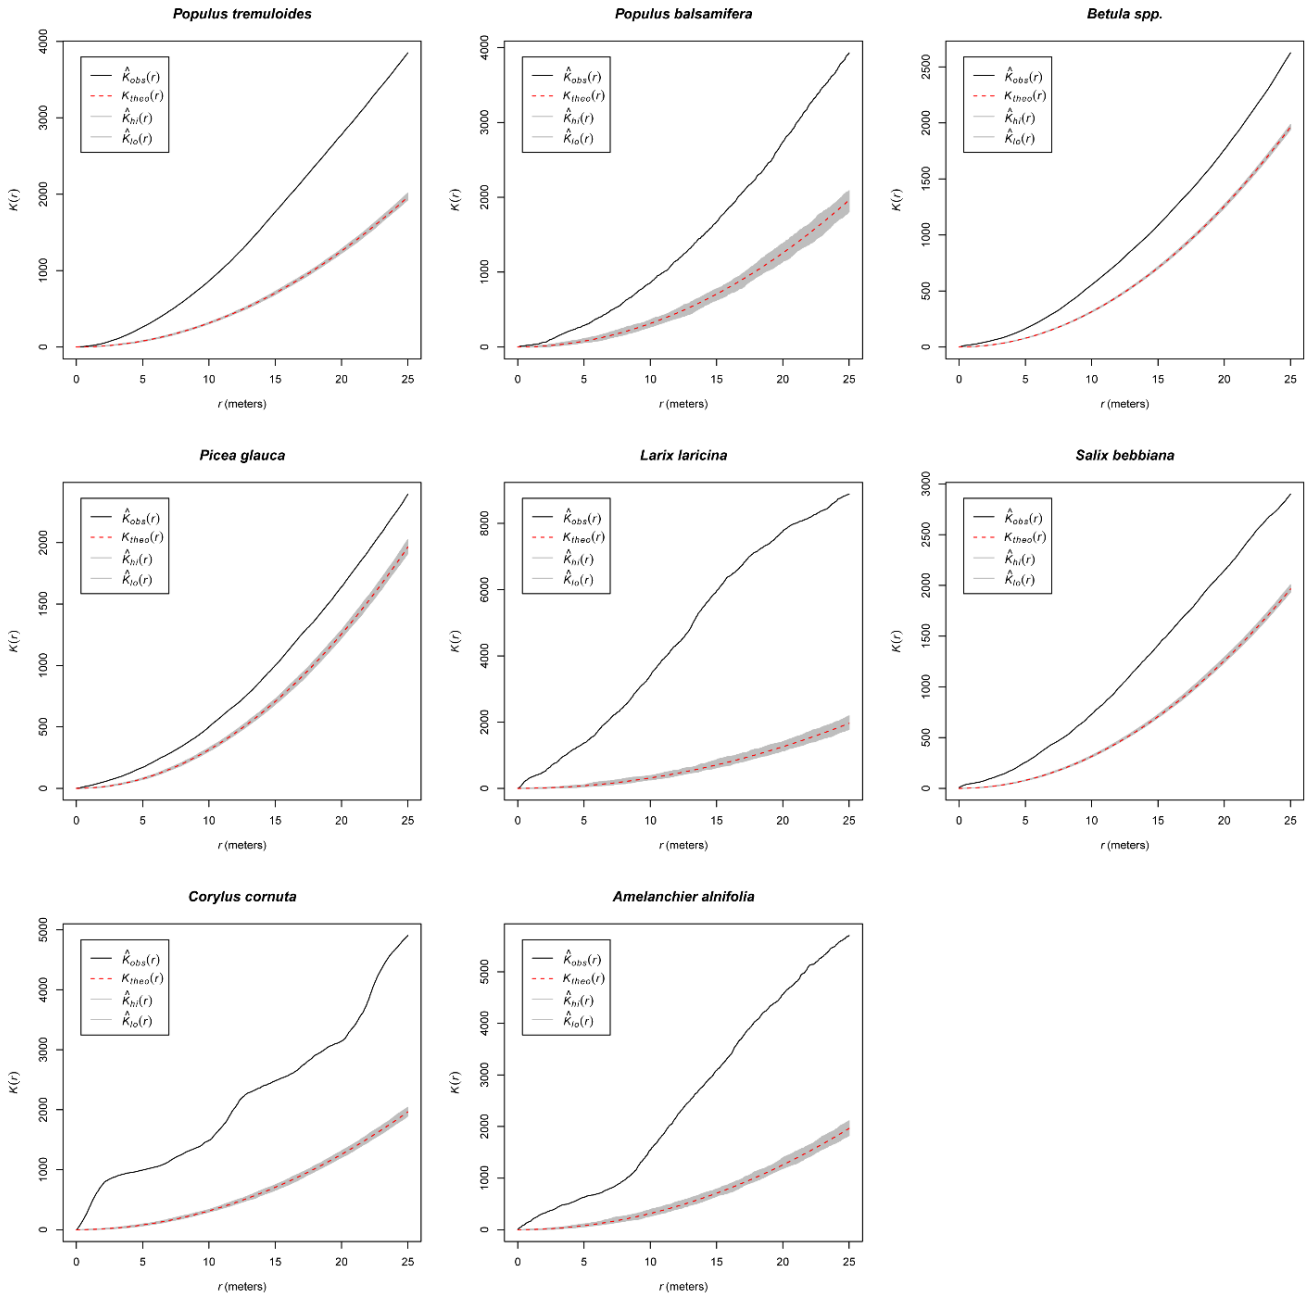 Populus tremuloides
K̂obs(r)
Ktheo(r)
K̂hi(r)
K̂lo(r)
K(r)
0 1000 2000 3000 4000
0 5 10 15 20 25
r (meters)
Populus balsamifera
K̂obs(r)
Ktheo(r)
K̂hi(r)
K̂lo(r)
K(r)
0 1000 2000 3000 4000
0 5 10 15 20 25
r (meters)
Betula spp.
K̂obs(r)
Ktheo(r)
K̂hi(r)
K̂lo(r)
K(r)
0 500 1000 1500 2000 2500
0 5 10 15 20 25
r (meters)
Picea glauca
K̂obs(r)
Ktheo(r)
K̂hi(r)
K̂lo(r)
K(r)
0 500 1000 1500 2000
0 5 10 15 20 25
r (meters)
Larix laricina
K̂obs(r)
Ktheo(r)
K̂hi(r)
K̂lo(r)
K(r)
0 2000 4000 6000 8000
0 5 10 15 20 25
r (meters)
Salix bebbiana
K̂obs(r)
Ktheo(r)
K̂hi(r)
K̂lo(r)
K(r)
0 500 1000 1500 2000 2500 3000
0 5 10 15 20 25
r (meters)
Corylus cornuta
K̂obs(r)
Ktheo(r)
K̂hi(r)
K̂lo(r)
K(r)
0 1000 2000 3000 4000 5000
0 5 10 15 20 25
r (meters)
Amelanchier alnifolia
K̂obs(r)
Ktheo(r)
K̂hi(r)
K̂lo(r)
K(r)
0 1000 2000 3000 4000 5000
0 5 10 15 20 25
r (meters)